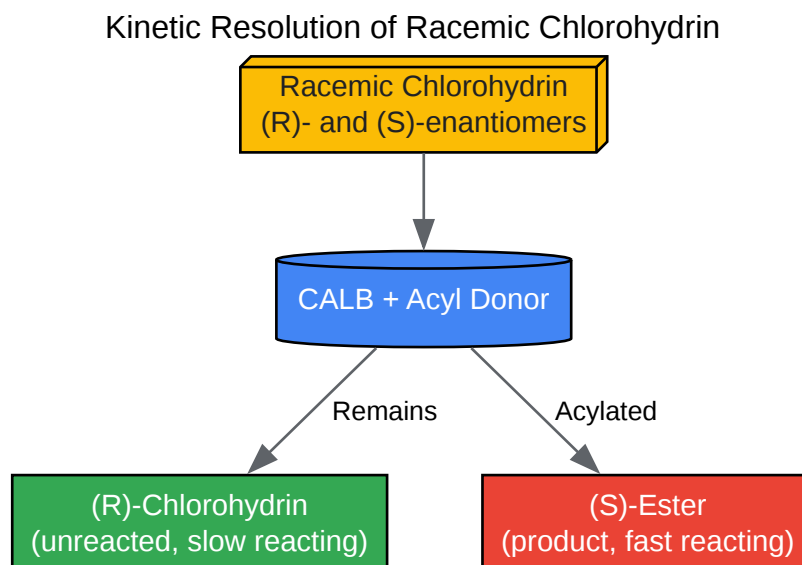 Kinetic Resolution of Racemic Chlorohydrin
Racemic Chlorohydrin
(R)- and (S)-enantiomers
CALB + Acyl Donor
Remains
Acylated
(R)-Chlorohydrin
(unreacted, slow reacting)
(S)-Ester
(product, fast reacting)